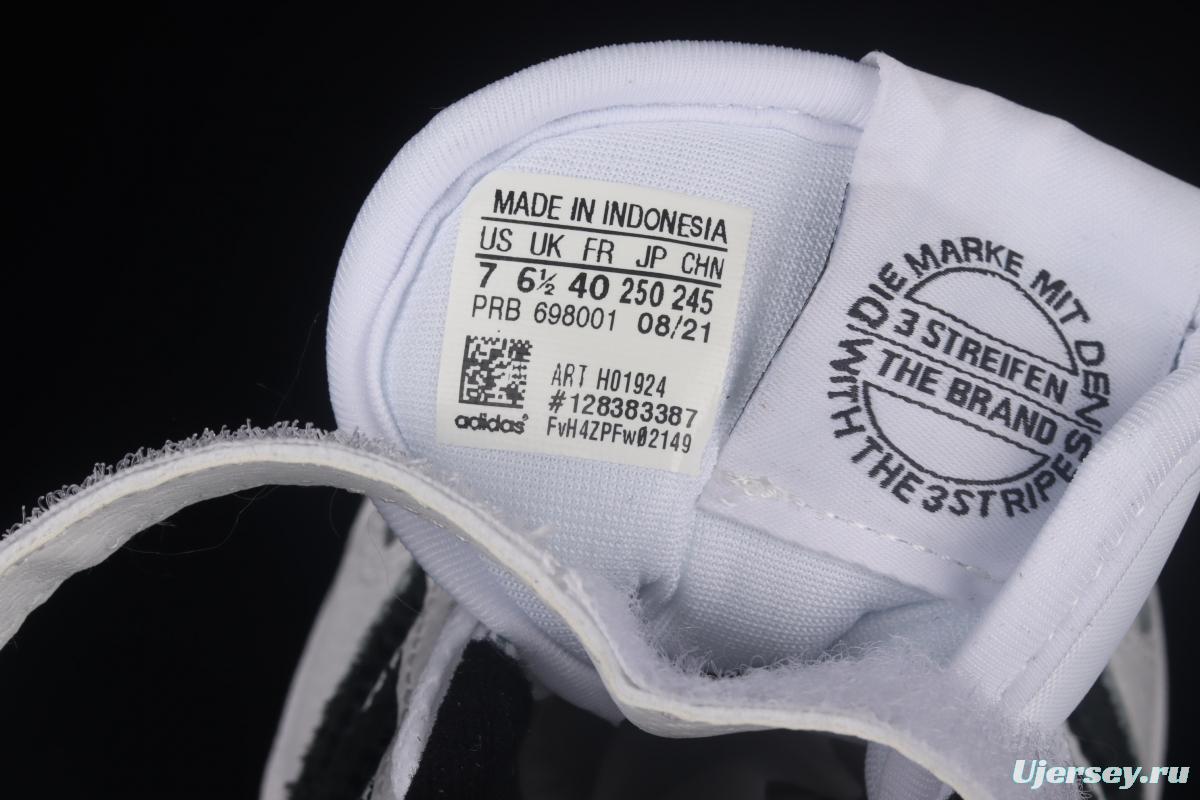 MADE IN INDONESIA
US UK FR JP CHN
7 6½ 40 250 245
PRB 698001 08/21
ART H01924
#128383387
adidas FvH4ZPFw02149
DIE MARKE MIT DEN
3 STREIFEN
THE BRAND
WITH THE 3 STRIPES
Ujersey.ru